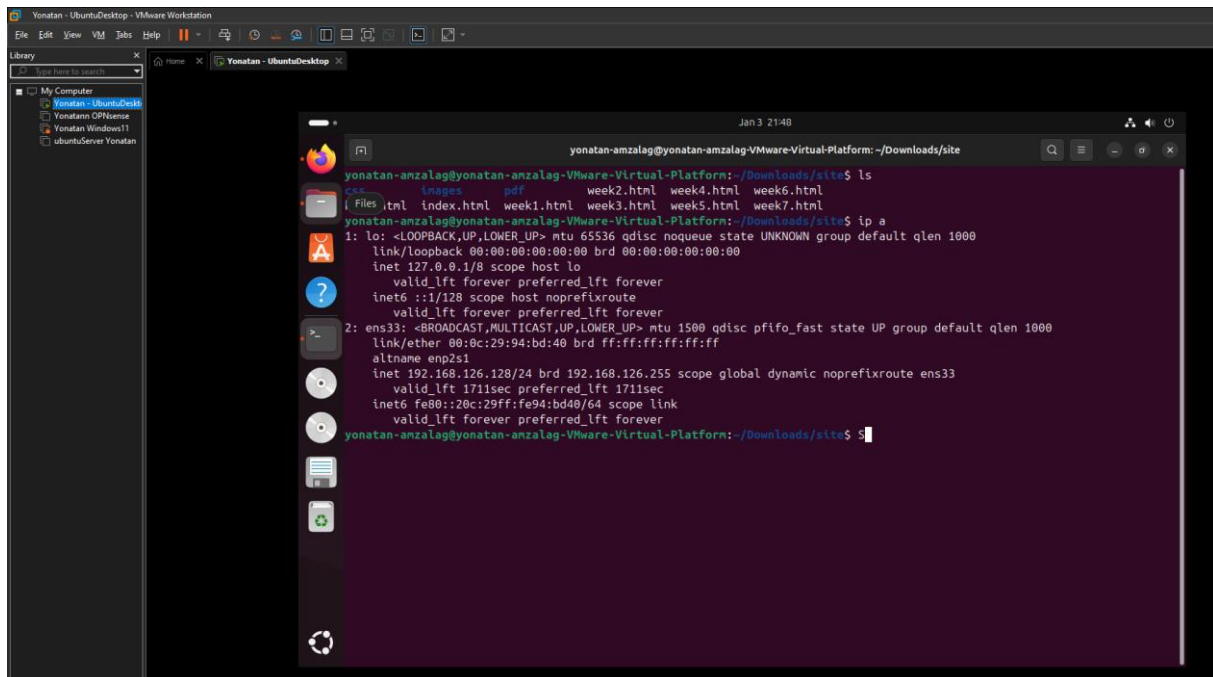 Yonatan - UbuntuDesktop - VMware Workstation
File Edit View VM Tabs Help
Library
Type here to search
My Computer
Yonatan - UbuntuDeskt
Yonatann OPNsense
Yonatan Windows11
ubuntuServer Yonatan
Home
Yonatan - UbuntuDesktop
Jan 3 21:48
yonatan-amzalag@yonatan-amzalag-VMware-Virtual-Platform: ~/Downloads/site
yonatan-amzalag@yonatan-amzalag-VMware-Virtual-Platform:~/Downloads/site$ ls
css images pdf week2.html week4.html week6.html
Files
index.html week1.html week3.html week5.html week7.html
yonatan-amzalag@yonatan-amzalag-VMware-Virtual-Platform:~/Downloads/site$ ip a
1: lo: <LOOPBACK,UP,LOWER_UP> mtu 65536 qdisc noqueue state UNKNOWN group default qlen 1000
link/loopback 00:00:00:00:00:00 brd 00:00:00:00:00:00
inet 127.0.0.1/8 scope host lo
valid_lft forever preferred_lft forever
inet6 ::1/128 scope host noprefixroute
valid_lft forever preferred_lft forever
2: ens33: <BROADCAST,MULTICAST,UP,LOWER_UP> mtu 1500 qdisc pfifo_fast state UP group default qlen 1000
link/ether 00:0c:29:94:bd:40 brd ff:ff:ff:ff:ff:ff
altname enp2s1
inet 192.168.126.128/24 brd 192.168.126.255 scope global dynamic noprefixroute ens33
valid_lft 1711sec preferred_lft 1711sec
inet6 fe80::20c:29ff:fe94:bd40/64 scope link
valid_lft forever preferred_lft forever
yonatan-amzalag@yonatan-amzalag-VMware-Virtual-Platform:~/Downloads/site$ S